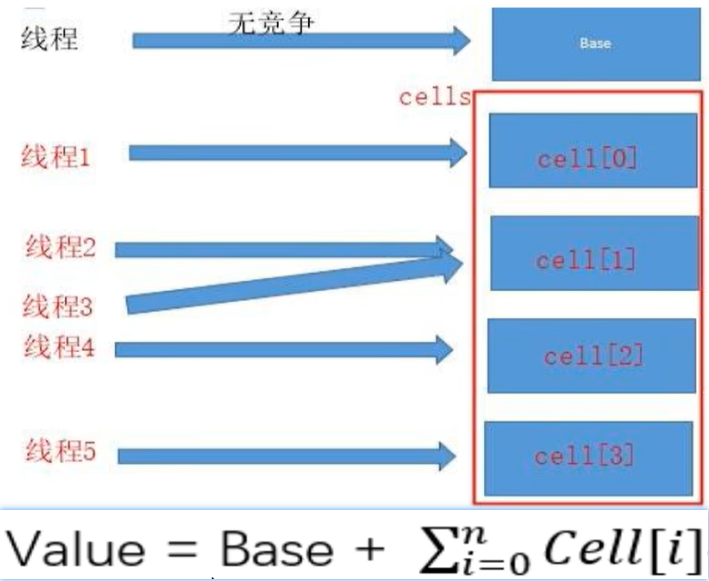 线程 无竞争 Base
cells
线程1 cell[0]
线程2 cell[1]
线程3
线程4 cell[2]
线程5 cell[3]
Value = Base + ∑ⁿᵢ₌₀ Cell[i]